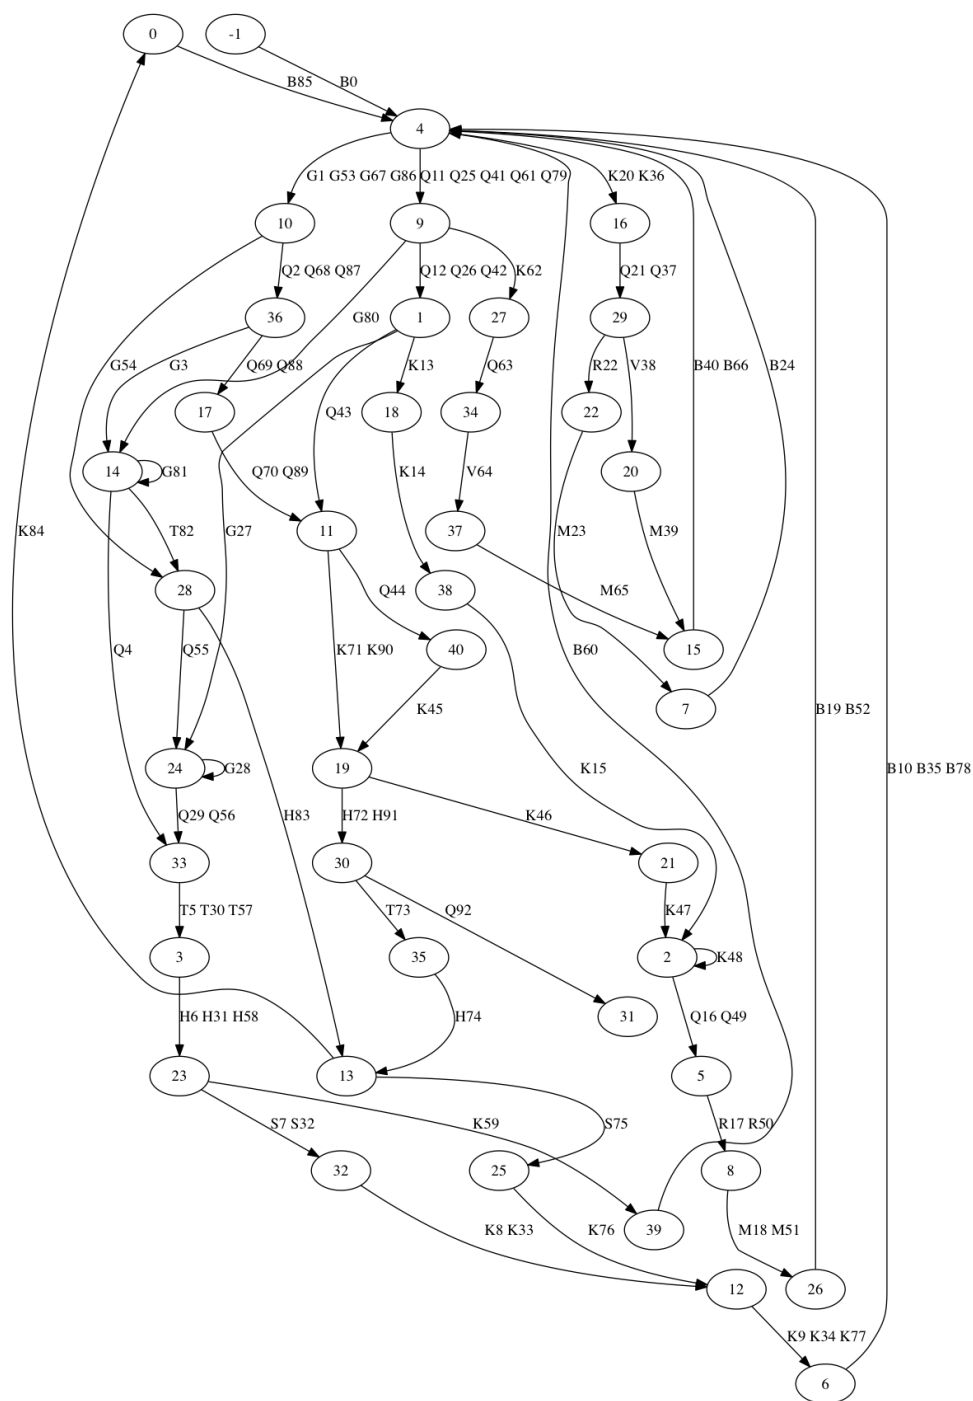 0 -1
B85 B0
4
G1 G53 G67 G86 Q11 Q25 Q41 Q61 Q79 K20 K36
10 9 16
Q2 Q68 Q87 Q12 Q26 Q42 K62 Q21 Q37
36 G80 1 27 29
G54 G3 Q69 Q88 K13 Q63 R22 V38
17 Q43 18 34 22 B40 B66 B24
14 G81 Q70 Q89 K14 V64 20
K84 T82 G27 11 37 M23 M39
28 Q44 38 M65
Q4 Q55 K71 K90 40 B60 15
K45 7 B19 B52
24 G28 19 K15 B10 B35 B78
Q29 Q56 H83 H72 H91 K46
33 30 21
T5 T30 T57 T73 Q92 K47
3 35 2 K48
H6 H31 H58 H74 31 Q16 Q49
23 13 5
S7 S32 K59 S75 R17 R50
32 25 8
K8 K33 K76 39 M18 M51
12 26
K9 K34 K77
6